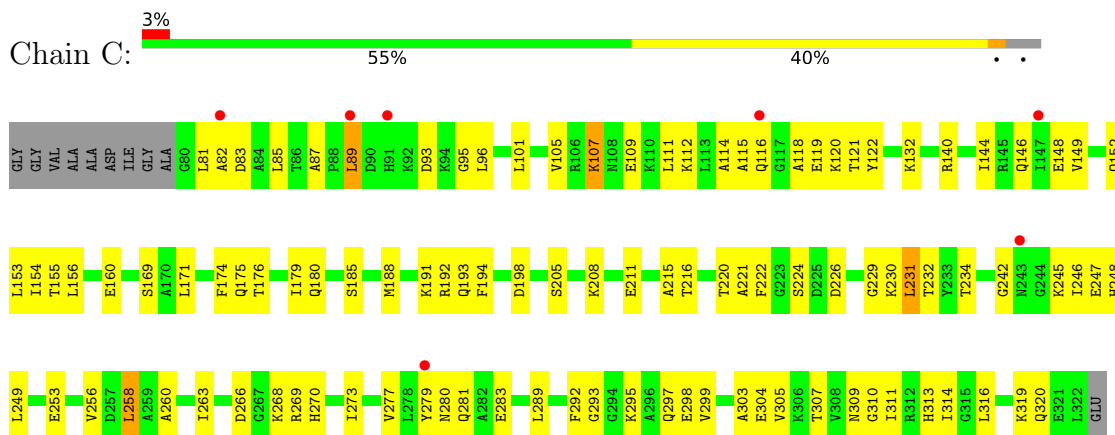 3%
Chain C:
55% 40% • •
GLY GLY VAL ALA ALA ASP ILE GLY ALA G80 L81 A82 D83 A84 L85 T86 A87 P88 L89 D90 H91 K92 D93 K94 G95 L96 L101 V105 R106 K107 N108 E109 K110 L111 K112 L113 A114 A115 Q116 G117 A118 E119 K120 T121 Y122 K132 R140 I144 R145 Q146 I147 E148 V149 Q152
L153 I154 T155 L156 E160 S169 A170 L171 F174 Q175 T176 I179 Q180 S185 M188 K191 R192 Q193 F194 D198 S205 K208 E211 A215 T216 T220 A221 F222 G223 S224 D225 D226 G229 K230 L231 T232 Y233 T234 G242 N243 G244 K245 I246 E247 H248
L249 E253 V256 D257 L258 A259 A260 I263 D266 G267 K268 R269 H270 I273 V277 L278 Y279 N280 Q281 A282 E283 L289 F292 G293 G294 K295 A296 Q297 E298 V299 A303 E304 V305 K306 T307 V308 N309 G310 I311 R312 H313 I314 G315 L316 K319 Q320 E321 L322 GLU